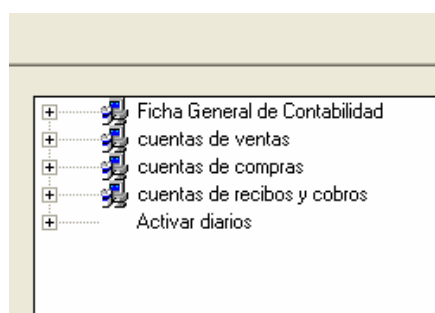 Ficha General de Contabilidad
cuentas de ventas
cuentas de compras
cuentas de recibos y cobros
Activar diarios